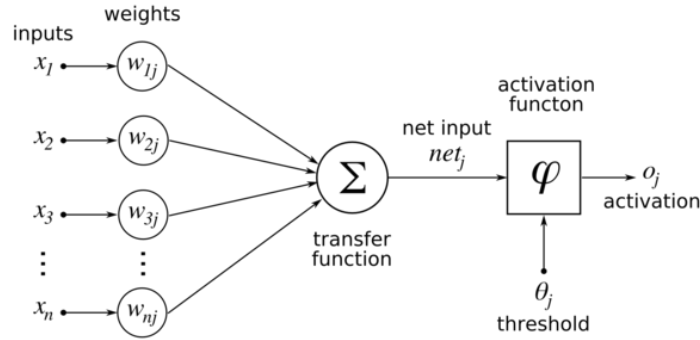 weights
inputs
x1
w1j
activation
functon
x2
w2j
net input
netj
Σ
φ
oj
activation
x3
w3j
transfer
function
⋮
⋮
θj
threshold
xn
wnj